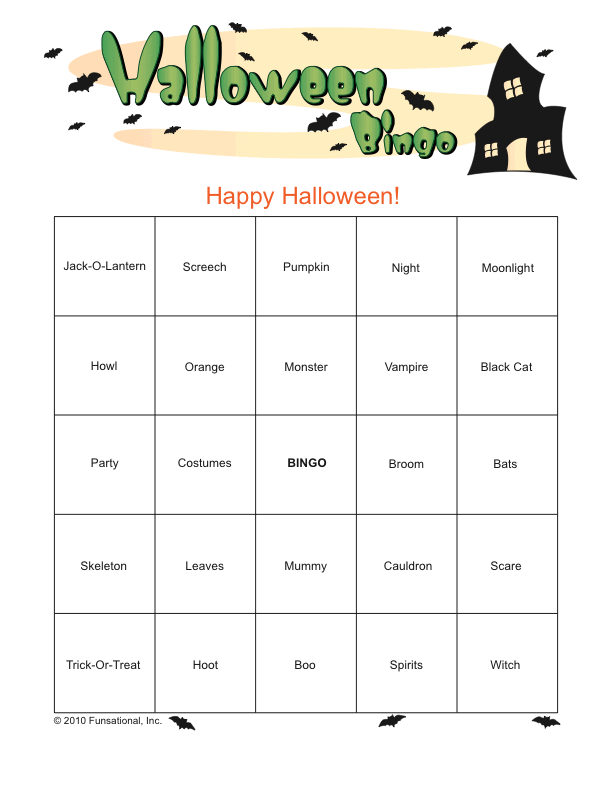 Halloween
Bingo
Happy Halloween!
Jack-O-Lantern Screech Pumpkin Night Moonlight
Howl Orange Monster Vampire Black Cat
Party Costumes BINGO Broom Bats
Skeleton Leaves Mummy Cauldron Scare
Trick-Or-Treat Hoot Boo Spirits Witch
© 2010 Funsational, Inc.